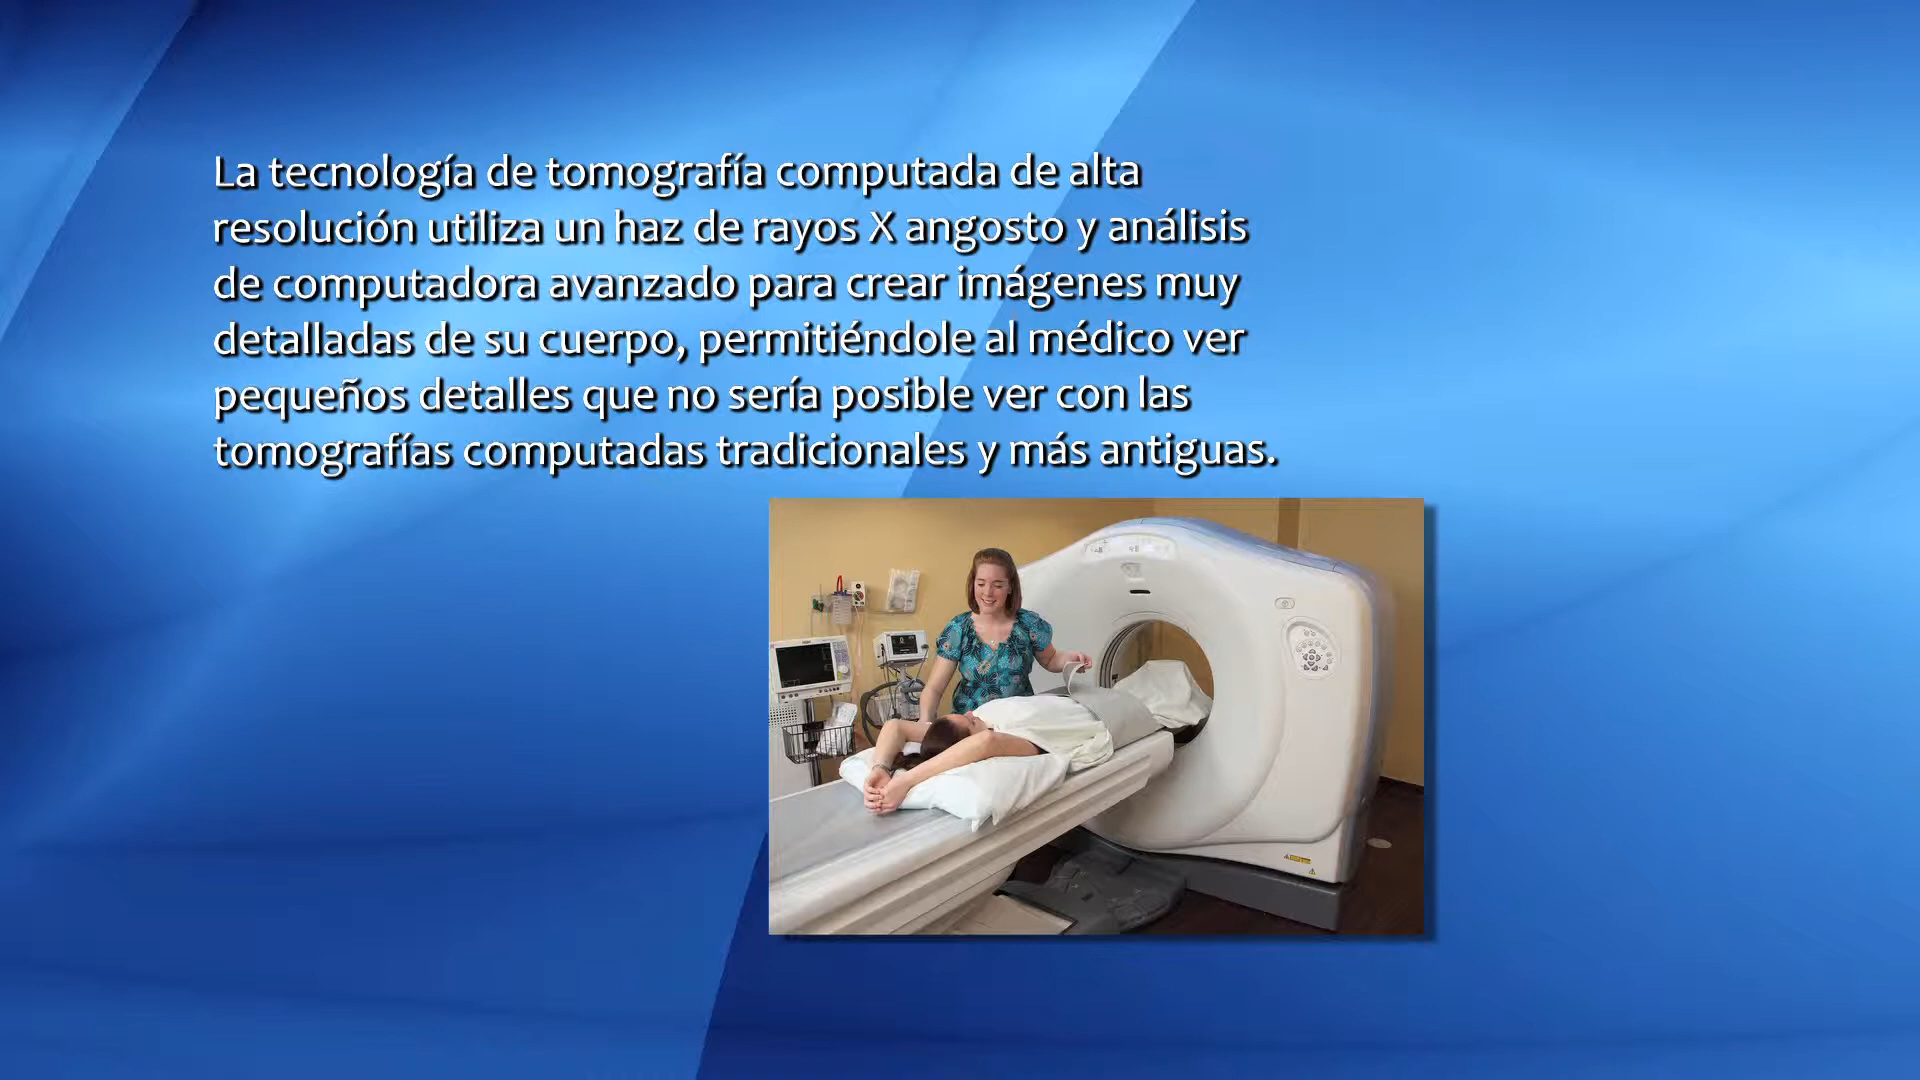 La tecnología de tomografía computada de alta
resolución utiliza un haz de rayos X angosto y análisis
de computadora avanzado para crear imágenes muy
detalladas de su cuerpo, permitiéndole al médico ver
pequeños detalles que no sería posible ver con las
tomografías computadas tradicionales y más antiguas.